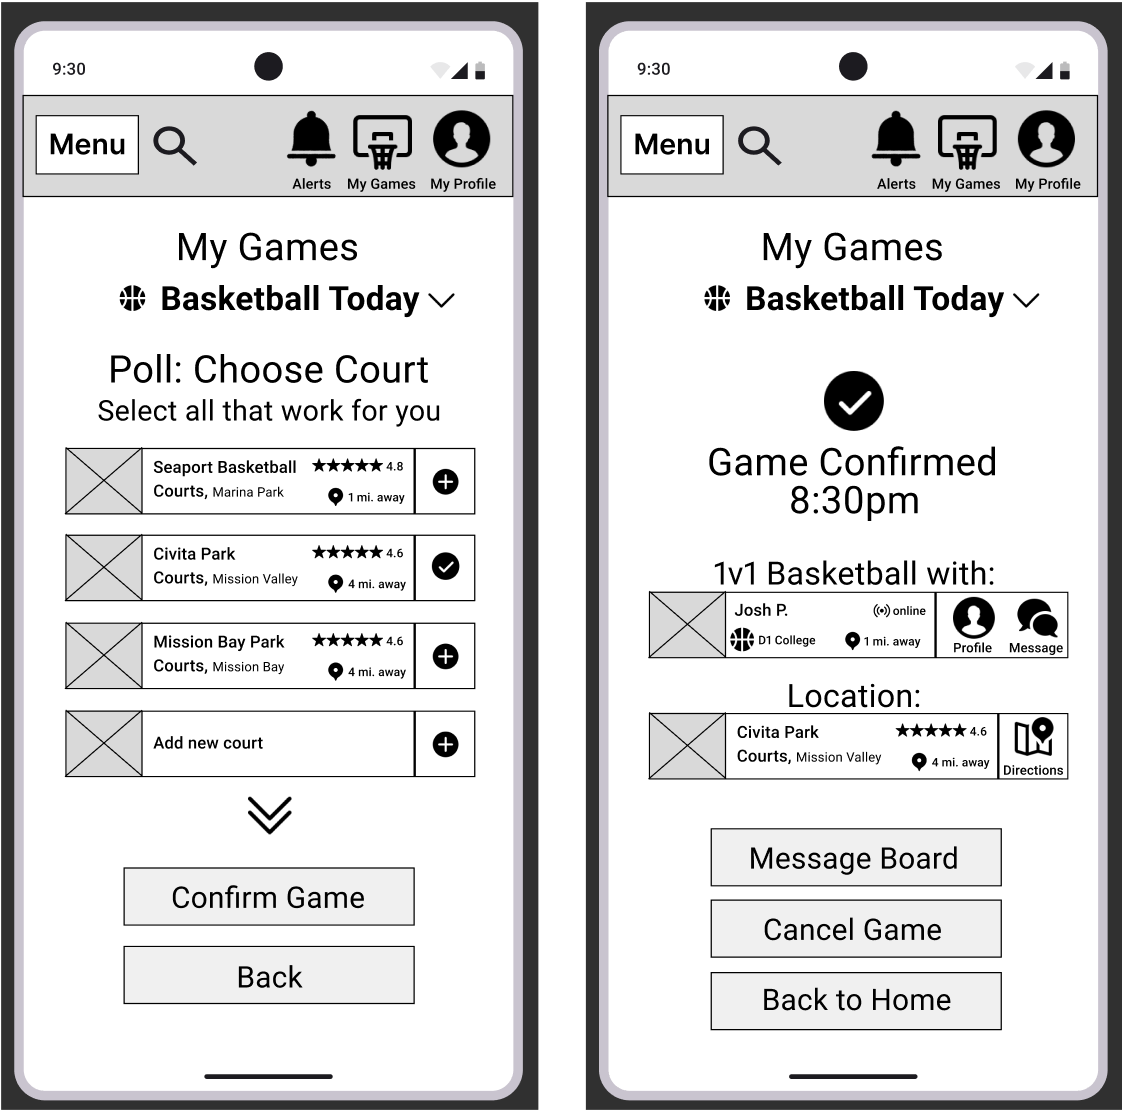 9:30
Menu
Alerts
My Games
My Profile
My Games
Basketball Today
Poll: Choose Court
Select all that work for you
Seaport Basketball
4.8
Courts, Marina Park
1 mi. away
Civita Park
4.6
Courts, Mission Valley
4 mi. away
Mission Bay Park
4.6
Courts, Mission Bay
4 mi. away
Add new court
Confirm Game
Back
9:30
Menu
Alerts
My Games
My Profile
My Games
Basketball Today
Game Confirmed
8:30pm
1v1 Basketball with:
Josh P.
online
D1 College
1 mi. away
Profile
Message
Location:
Civita Park
4.6
Courts, Mission Valley
4 mi. away
Directions
Message Board
Cancel Game
Back to Home